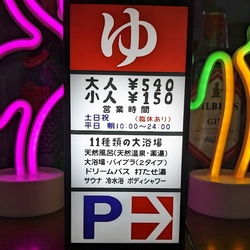 ゆ
大人 ¥540
小人 ¥150
営業時間
土日祝 (臨休あり)
平日 朝10:00〜24:00
11種類の大浴場
天然風呂(天然温泉・薬湯)
大浴場・バイブラ(2タイプ)
ドリームバス 打たせ湯
サウナ 冷水浴 ボディシャワー
P
GIN